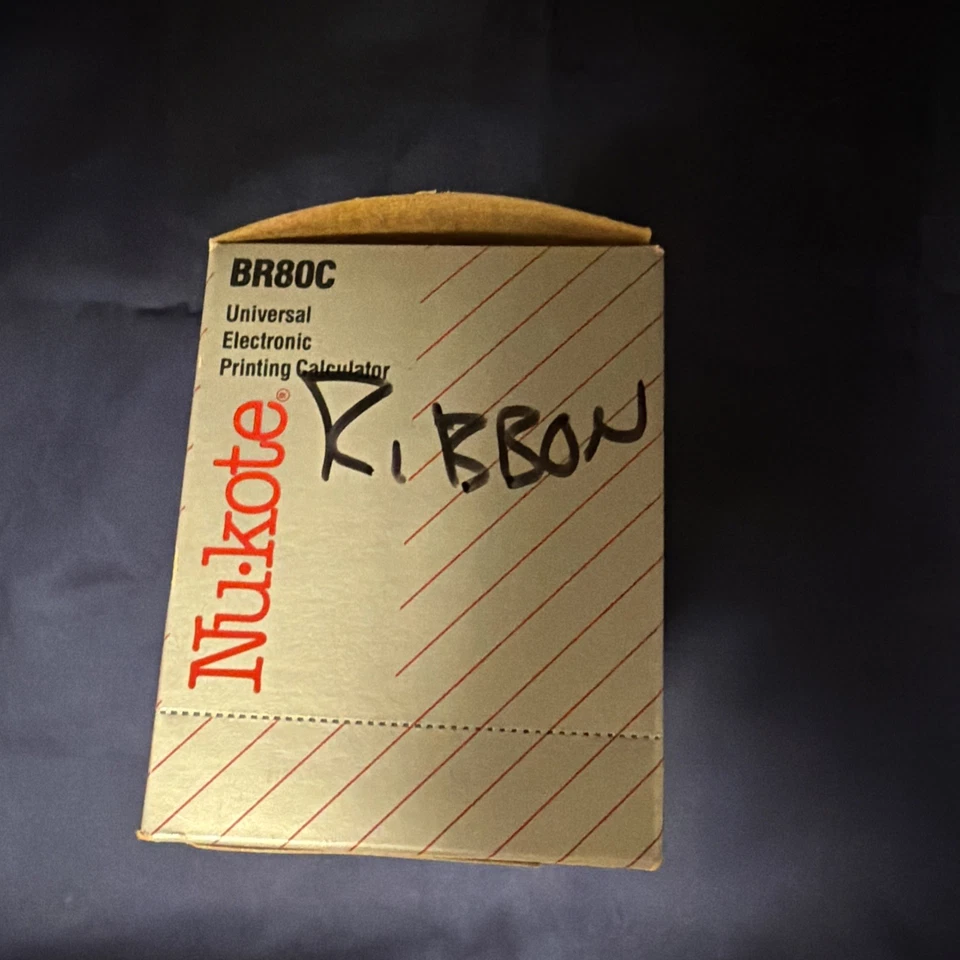 BR80C
Universal
Electronic
Printing Calculator
RIBBON
Nu·kote®